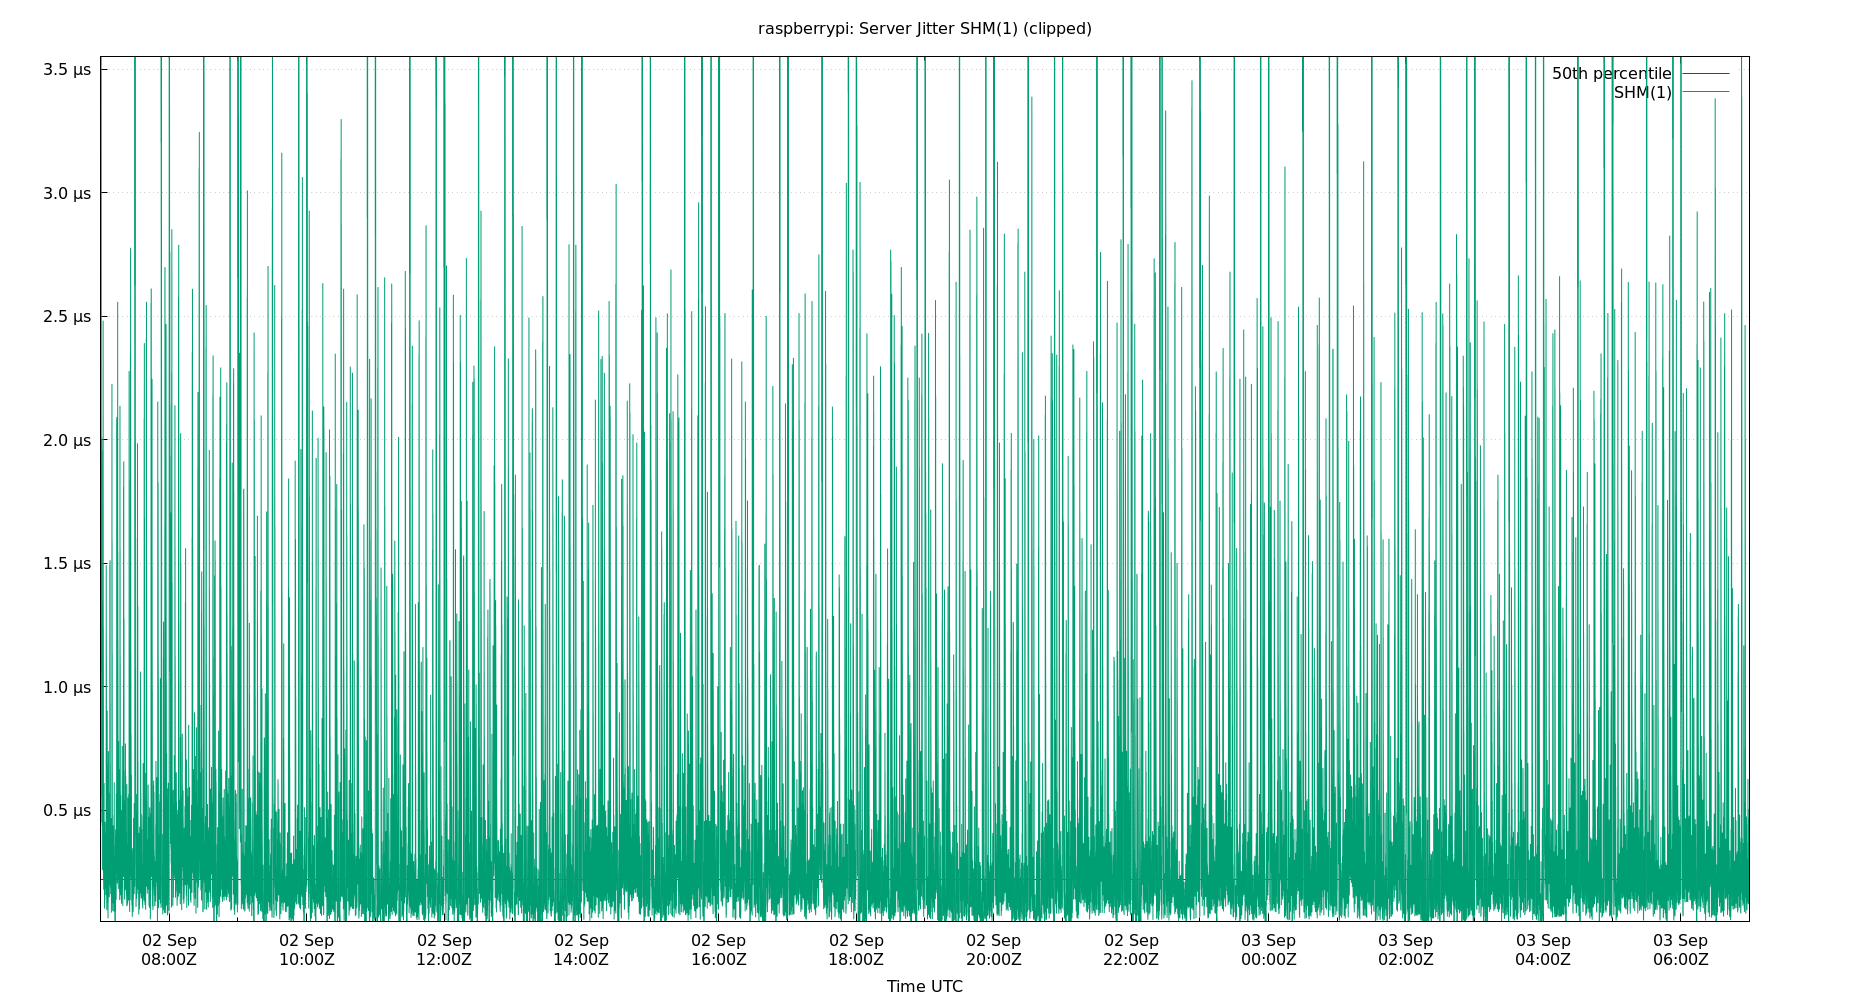 raspberrypi: Server Jitter SHM(1) (clipped)
3.5 µs
3.0 µs
2.5 µs
2.0 µs
1.5 µs
1.0 µs
0.5 µs
50th percentile
SHM(1)
02 Sep 02 Sep 02 Sep 02 Sep 02 Sep 02 Sep 02 Sep 02 Sep 03 Sep 03 Sep 03 Sep 03 Sep
08:00Z 10:00Z 12:00Z 14:00Z 16:00Z 18:00Z 20:00Z 22:00Z 00:00Z 02:00Z 04:00Z 06:00Z
Time UTC